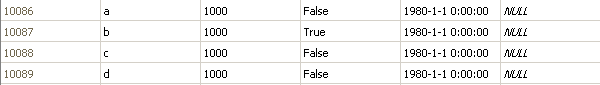 10086 a 1000 False 1980-1-1 0:00:00 NULL
10087 b 1000 True 1980-1-1 0:00:00 NULL
10088 c 1000 False 1980-1-1 0:00:00 NULL
10089 d 1000 False 1980-1-1 0:00:00 NULL